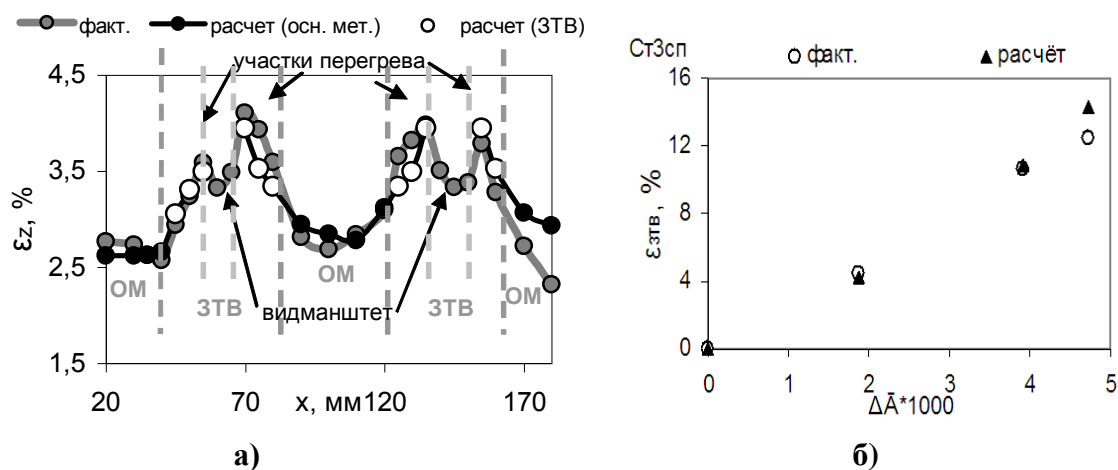 факт. расчет (осн. мет.) расчет (ЗТВ)
участки перегрева
4,5
3,5
2,5
1,5
εz, %
ОМ ЗТВ видманштет ОМ ЗТВ ОМ
20 70 x, мм 120 170
а)
Ст3сп факт. расчёт
16
12
8
4
0
εзтв, %
0 1 2 3 4 5
ΔĀ*1000
б)